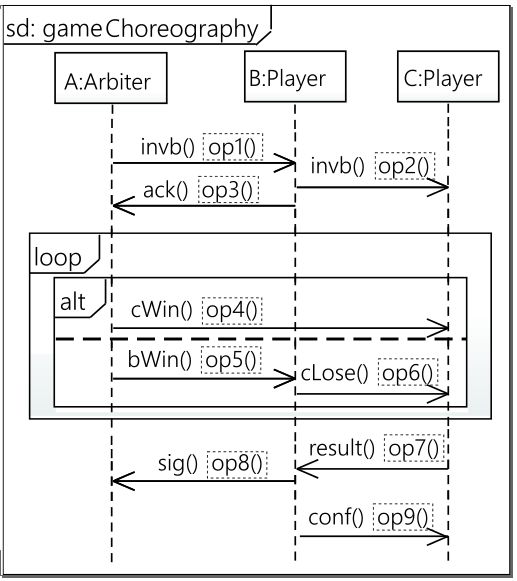 sd: gameChoreography
A:Arbiter
B:Player
C:Player
invb() op1()
invb() op2()
ack() op3()
loop
alt
cWin() op4()
bWin() op5()
cLose() op6()
result() op7()
sig() op8()
conf() op9()